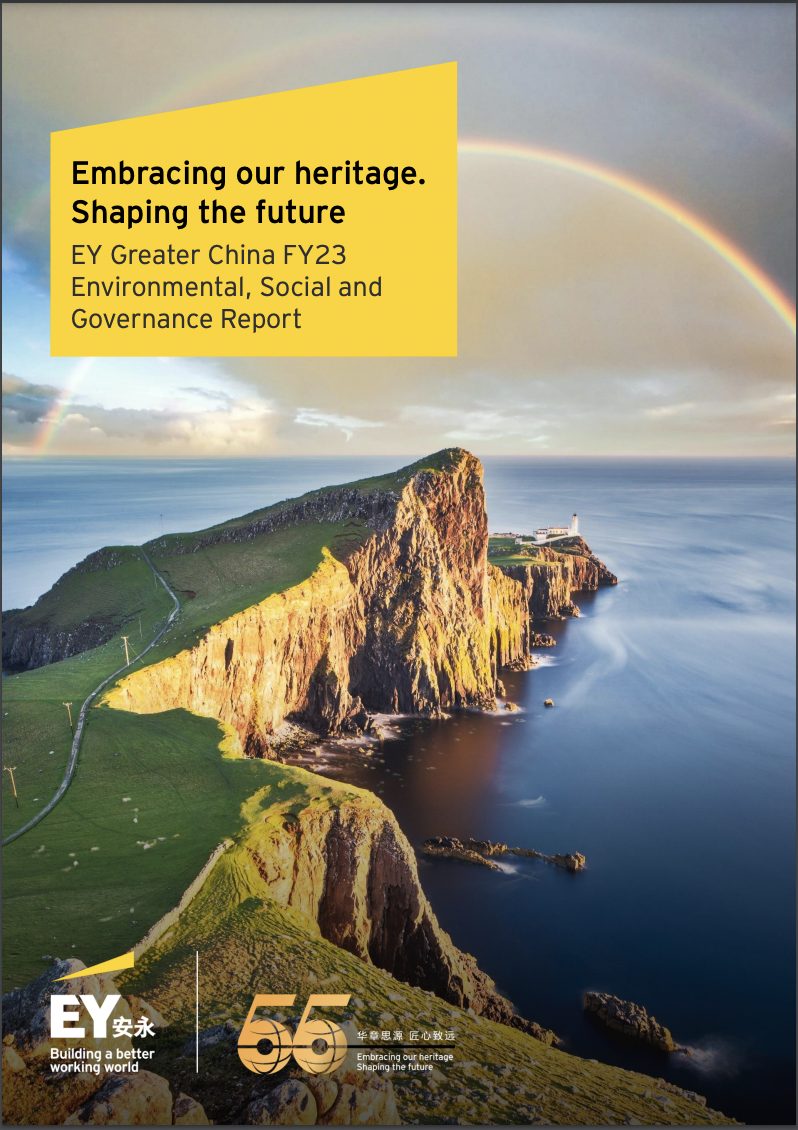 Embracing our heritage.
Shaping the future
EY Greater China FY23
Environmental, Social and
Governance Report
EY安永
Building a better
working world
55
华章思源 匠心致远
Embracing our heritage
Shaping the future